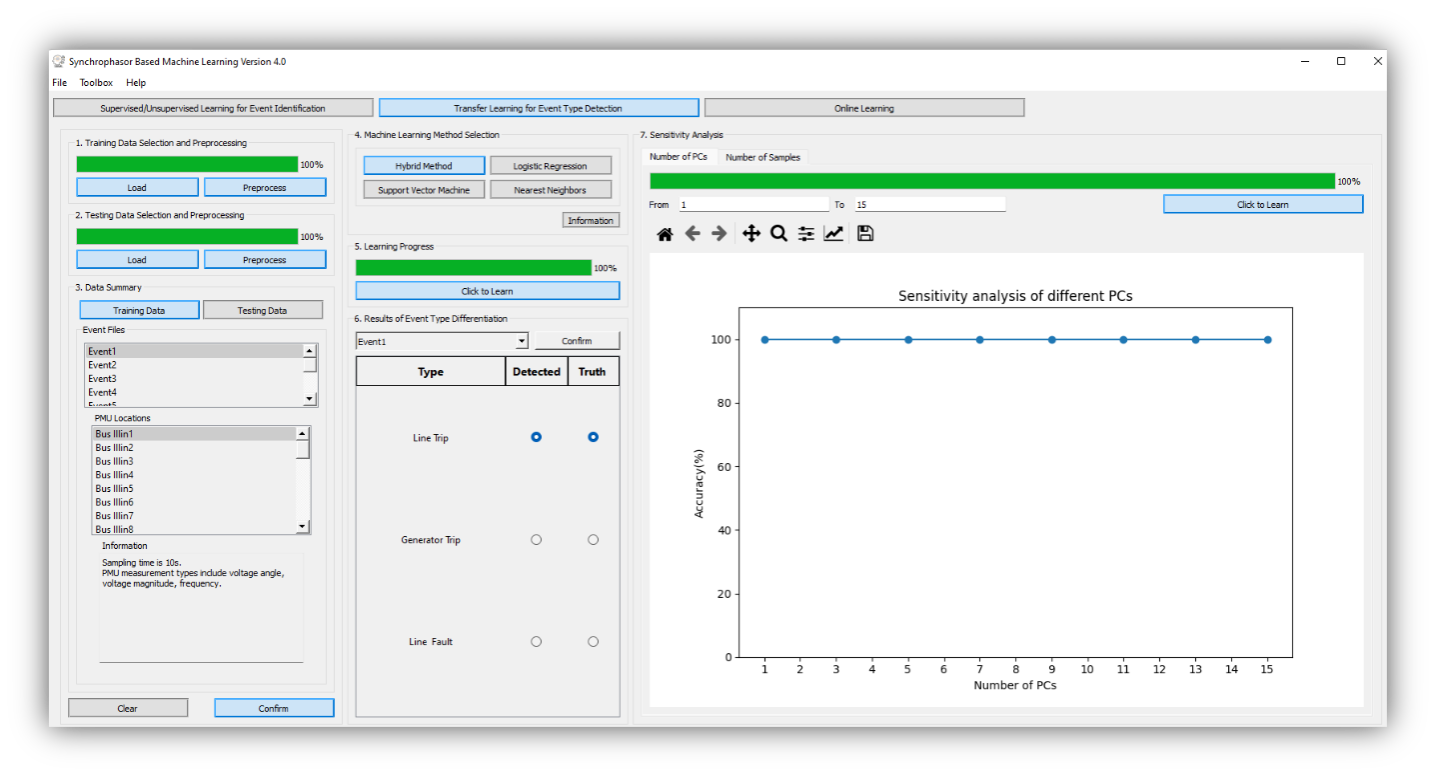 Synchrophasor Based Machine Learning Version 4.0
File Toolbox Help
Supervised/Unsupervised Learning for Event Identification
Transfer Learning for Event Type Detection
Online Learning
1. Training Data Selection and Preprocessing
100%
Load
Preprocess
2. Testing Data Selection and Preprocessing
100%
Load
Preprocess
3. Data Summary
Training Data
Testing Data
Event Files
Event1
Event2
Event3
Event4
Event5
PMU Locations
Bus Illin1
Bus Illin2
Bus Illin3
Bus Illin4
Bus Illin5
Bus Illin6
Bus Illin7
Bus Illin8
Information
Sampling time is 10s.
PMU measurement types include voltage angle,
voltage magnitude, frequency.
Clear
Confirm
4. Machine Learning Method Selection
Hybrid Method
Logistic Regression
Support Vector Machine
Nearest Neighbors
Information
5. Learning Progress
100%
Click to Learn
6. Results of Event Type Differentiation
Event1
Confirm
Type Detected Truth
Line Trip
Generator Trip
Line Fault
7. Sensitivity Analysis
Number of PCs
Number of Samples
100%
From 1 To 15
Click to Learn
Sensitivity analysis of different PCs
100
80
60
40
20
0
Accuracy(%)
1 2 3 4 5 6 7 8 9 10 11 12 13 14 15
Number of PCs